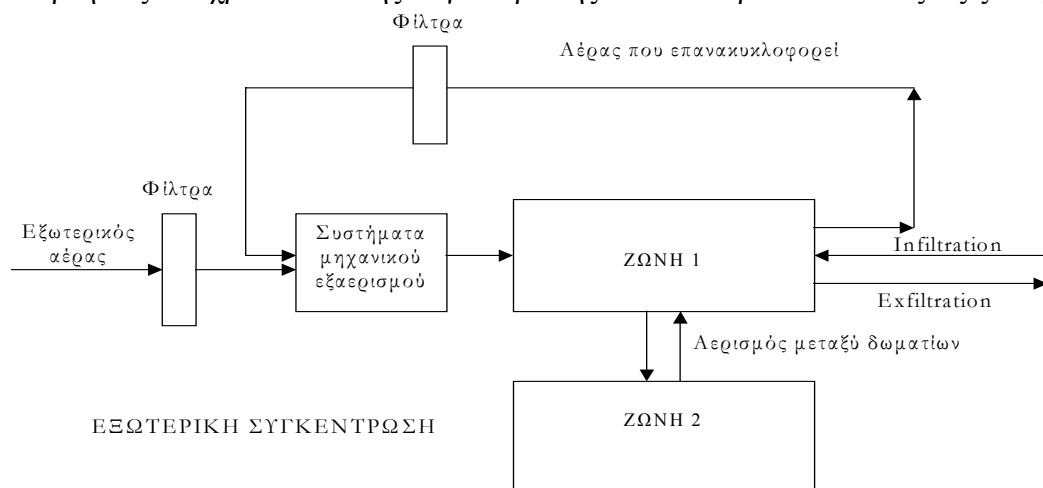 Φίλτρα
Αέρας που επανακυκλοφορεί
Φίλτρα
Εξωτερικός
αέρας
Συστήματα
μηχανικού
εξαερισμού
ΖΩΝΗ 1
Infiltration
Exfiltration
Αερισμός μεταξύ δωματίων
ΖΩΝΗ 2
ΕΞΩΤΕΡΙΚΗ ΣΥΓΚΕΝΤΡΩΣΗ